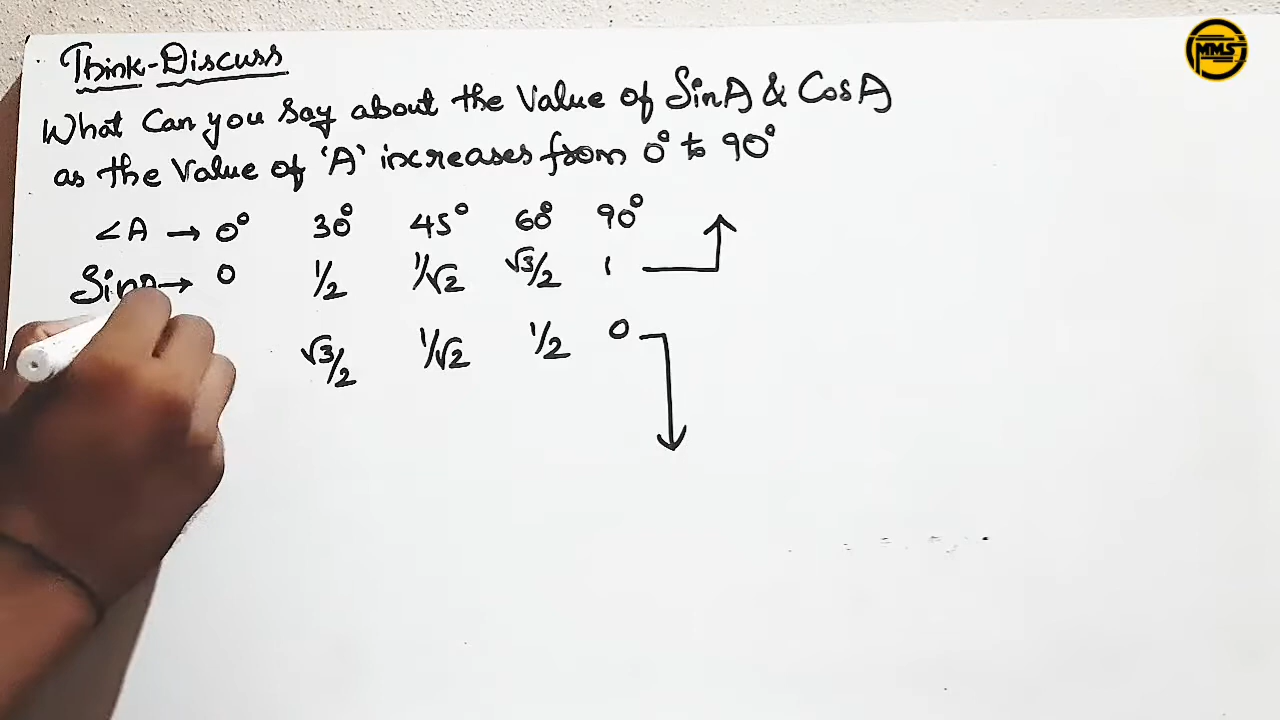 Think-Discuss
What Can you Say about the Value of SinA & CosA
as the Value of 'A' increases from 0° to 90°
∠A → 0° 30° 45° 60° 90°
SinA → 0 1/2 1/√2 √3/2 1
√3/2 1/√2 1/2 0
MMS